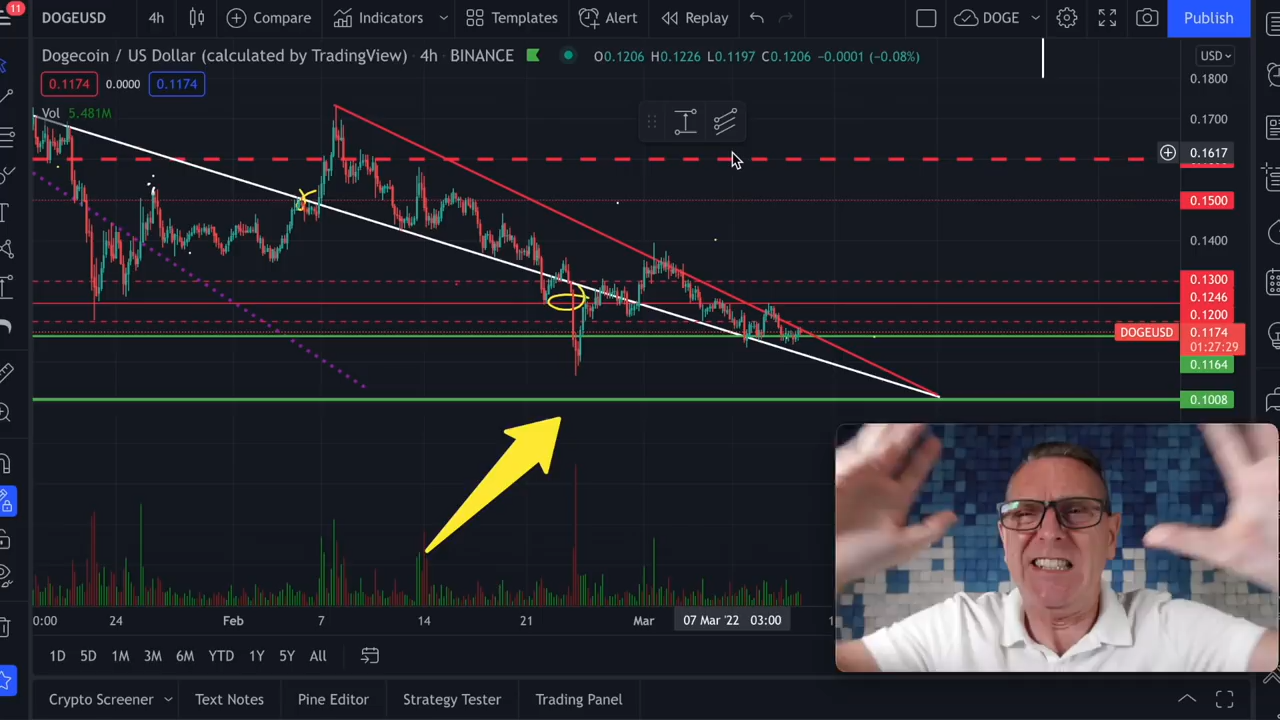 11
DOGEUSD 4h Compare Indicators Templates Alert Replay DOGE Publish
Dogecoin / US Dollar (calculated by TradingView) · 4h · BINANCE O0.1206 H0.1226 L0.1197 C0.1206 −0.0001 (−0.08%) USD
0.1174 0.0000 0.1174
Vol 5.481M
0.1800
0.1700
0.1617
0.1500
0.1400
0.1300
0.1246
0.1200
DOGEUSD 0.1174
01:27:29
0.1164
0.1008
0:00 24 Feb 7 14 21 Mar 07 Mar '22 03:00
1D 5D 1M 3M 6M YTD 1Y 5Y All
Crypto Screener Text Notes Pine Editor Strategy Tester Trading Panel